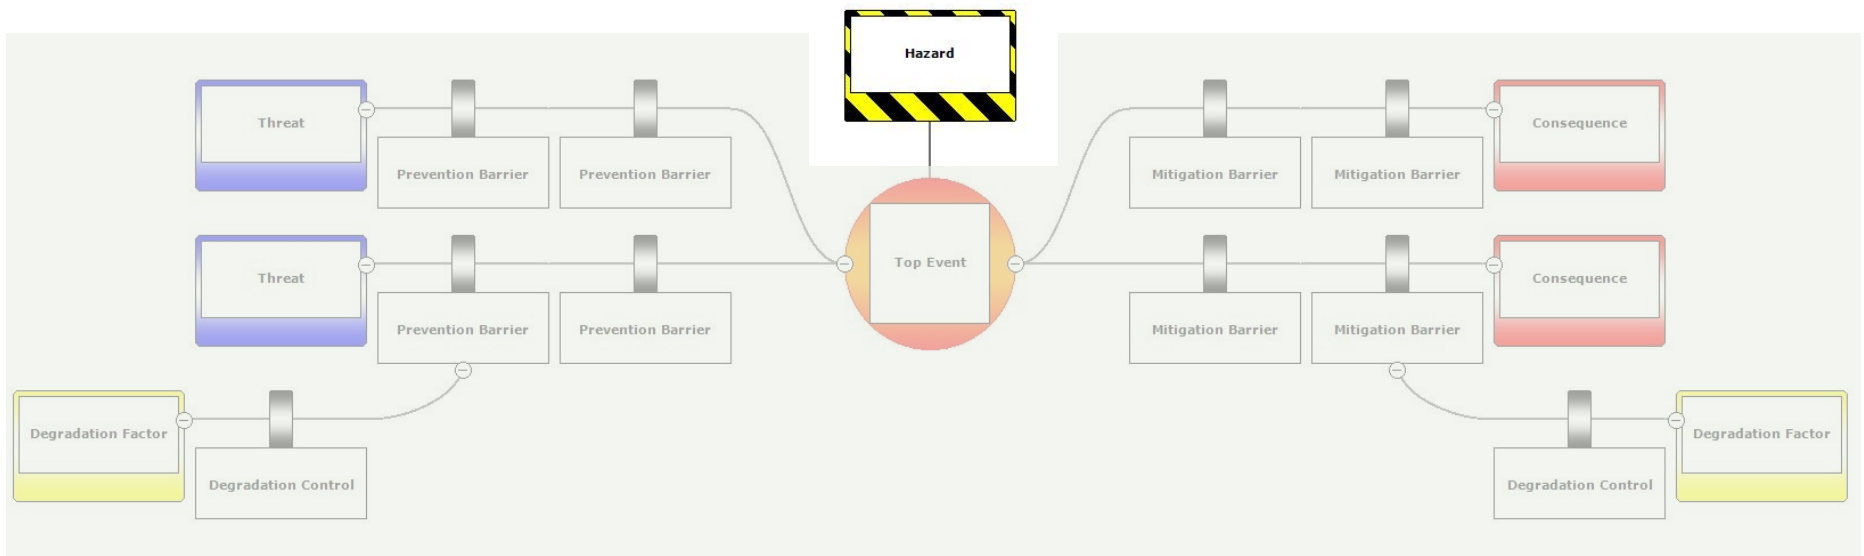 Hazard
Threat
Prevention Barrier
Prevention Barrier
Mitigation Barrier
Mitigation Barrier
Consequence
Top Event
Threat
Prevention Barrier
Prevention Barrier
Mitigation Barrier
Mitigation Barrier
Consequence
Degradation Factor
Degradation Control
Degradation Control
Degradation Factor